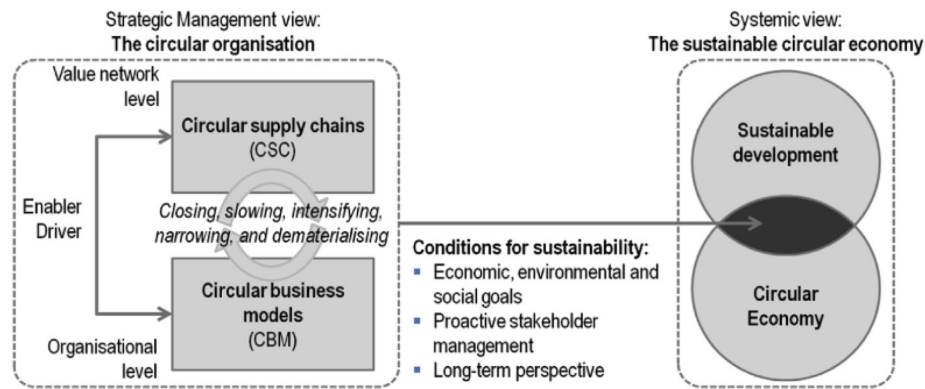 Strategic Management view:
The circular organisation
Value network
level
Circular supply chains
(CSC)
Enabler
Driver
Closing, slowing, intensifying,
narrowing, and dematerialising
Circular business
models
(CBM)
Organisational
level
Conditions for sustainability:
▪ Economic, environmental and
social goals
▪ Proactive stakeholder
management
▪ Long-term perspective
Systemic view:
The sustainable circular economy
Sustainable
development
Circular
Economy